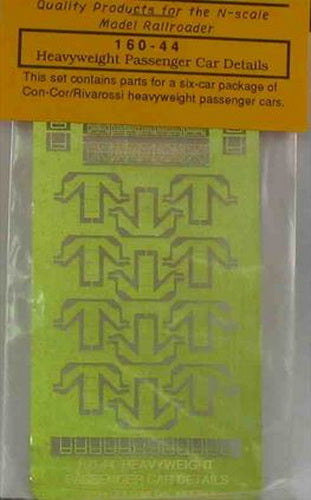 Quality Products for the N-scale
Model Railroader
160-44
Heavyweight Passenger Car Details
This set contains parts for a six-car package of
Con-Cor/Rivarossi heavyweight passenger cars.
HEAVYWEIGHT
PASSENGER CAR DETAILS